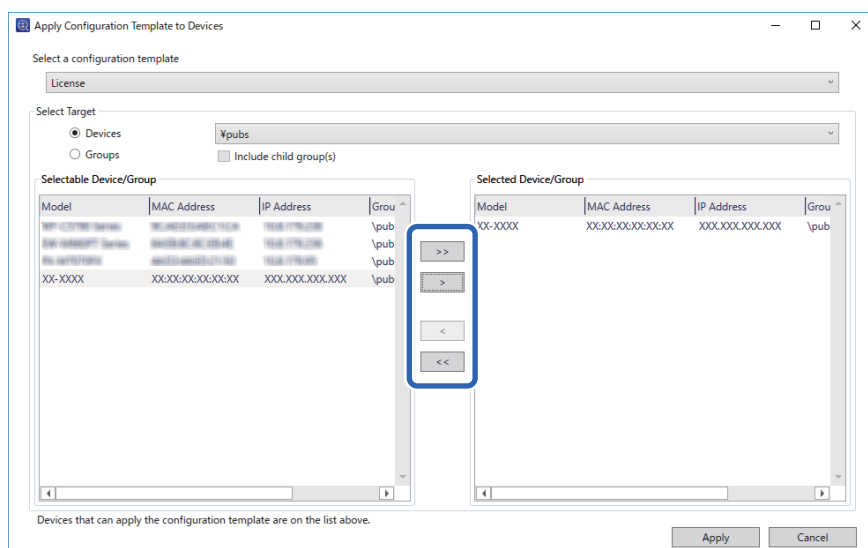 Apply Configuration Template to Devices
Select a configuration template
License
Select Target
Devices
¥pubs
Groups
Include child group(s)
Selectable Device/Group
Selected Device/Group
Model MAC Address IP Address Grou
Model MAC Address IP Address Grou
\pub
XX-XXXX XX:XX:XX:XX:XX:XX XXX.XXX.XXX.XXX \pub
\pub
\pub
XX-XXXX XX:XX:XX:XX:XX:XX XXX.XXX.XXX.XXX \pub
>>
>
<
<<
Devices that can apply the configuration template are on the list above.
Apply Cancel